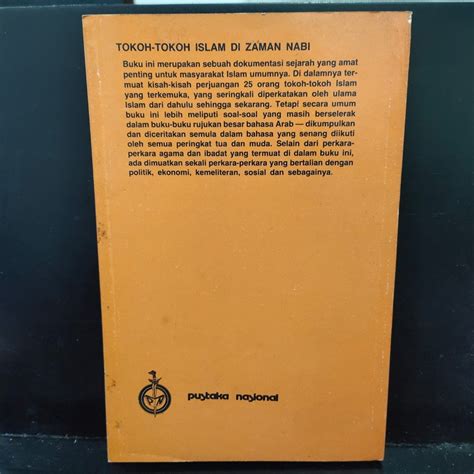 TOKOH-TOKOH ISLAM DI ZAMAN NABI
Buku ini merupakan sebuah dokumentasi sejarah yang amat
penting untuk masyarakat Islam umumnya. Di dalamnya ter-
muat kisah-kisah perjuangan 25 orang tokoh-tokoh Islam
yang terkemuka, yang seringkali diperkatakan oleh ulama
Islam dari dahulu sehingga sekarang. Tetapi secara umum
buku ini lebih meliputi soal-soal yang masih berselerak
dalam buku-buku rujukan besar bahasa Arab — dikumpulkan
dan diceritakan semula dalam bahasa yang senang diikuti
oleh semua peringkat tua dan muda. Selain dari perkara-
perkara agama dan ibadat yang termuat di dalam buku ini,
ada dimuatkan sekali perkara-perkara yang bertalian dengan
politik, ekonomi, kemeliteran, sosial dan sebagainya.
pustaka nasional